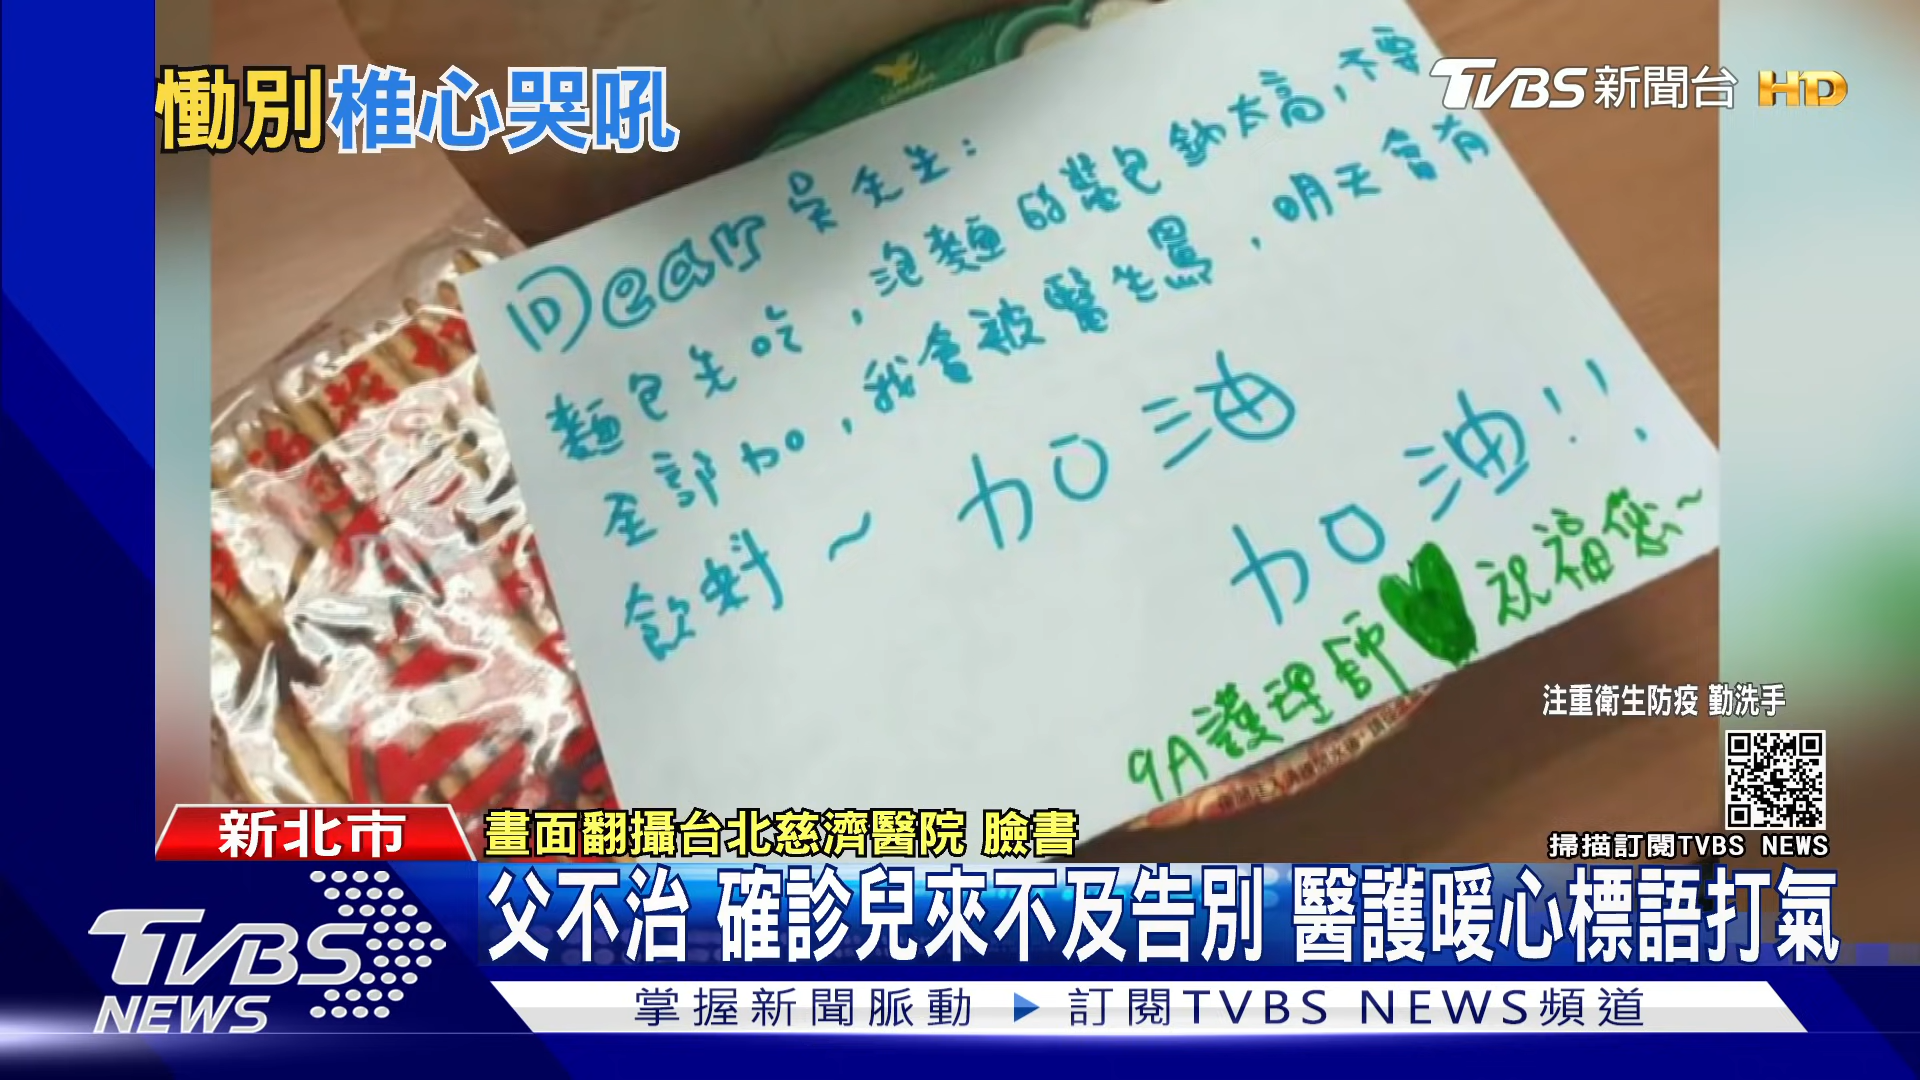 慟別椎心哭吼
TVBS新聞台 HD
Dear 吳先生:
麵包先吃,泡麵的醬包鈉太高,不要
全部加,我會被醫生罵,明天會有
飲料~ 加油
加油!!
9A護理師 祝福您~
注重衛生防疫 勤洗手
掃描訂閱TVBS NEWS
新北市
畫面翻攝台北慈濟醫院 臉書
父不治 確診兒來不及告別 醫護暖心標語打氣
TVBS
NEWS
掌握新聞脈動 ▶ 訂閱TVBS NEWS頻道